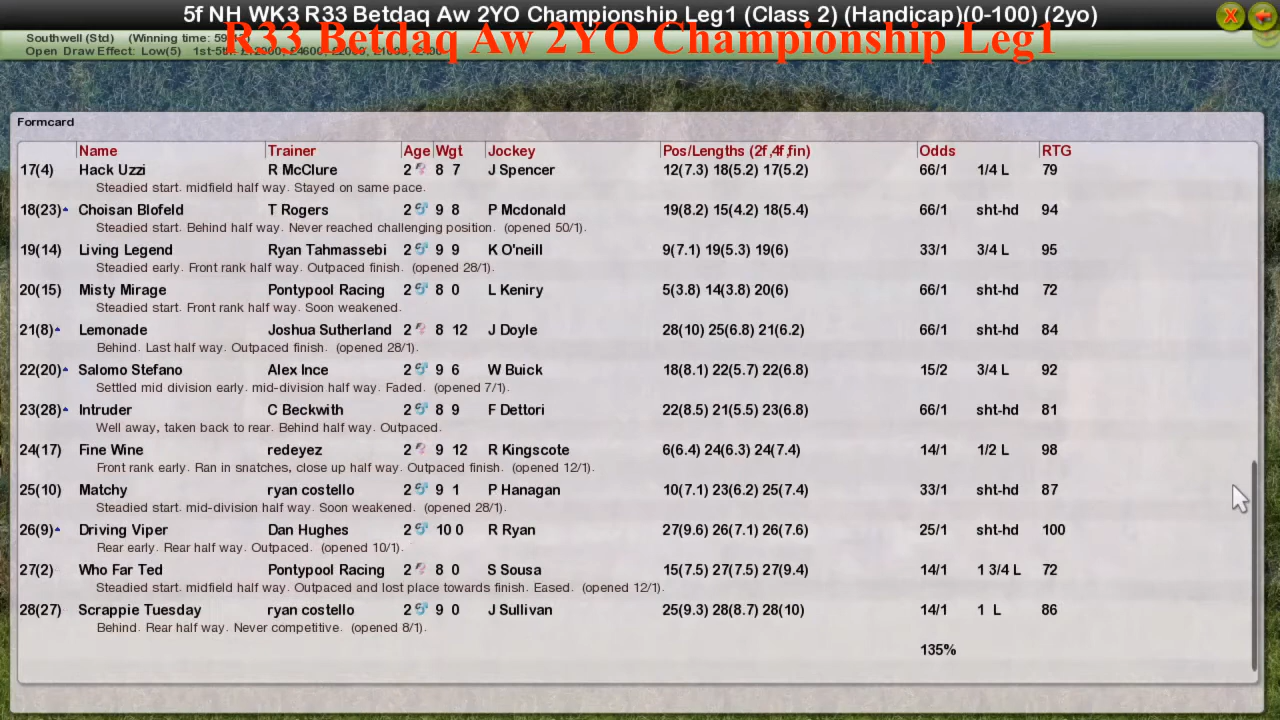 5f NH WK3 R33 Betdaq Aw 2YO Championship Leg1 (Class 2) (Handicap)(0-100) (2yo)
R33 Betdaq Aw 2YO Championship Leg1
Southwell (Std) (Winning time: 59
Open Draw Effect: Low(5) 1st-5th:
Formcard
Name Trainer Age Wgt Jockey Pos/Lengths (2f,4f,fin) Odds RTG
17(4) Hack Uzzi R McClure 2 8 7 J Spencer 12(7.3) 18(5.2) 17(5.2) 66/1 1/4 L 79
Steadied start. midfield half way. Stayed on same pace.
18(23) Choisan Blofeld T Rogers 2 9 8 P Mcdonald 19(8.2) 15(4.2) 18(5.4) 66/1 sht-hd 94
Steadied start. Behind half way. Never reached challenging position. (opened 50/1).
19(14) Living Legend Ryan Tahmassebi 2 9 9 K O'neill 9(7.1) 19(5.3) 19(6) 33/1 3/4 L 95
Steadied early. Front rank half way. Outpaced finish. (opened 28/1).
20(15) Misty Mirage Pontypool Racing 2 8 0 L Keniry 5(3.8) 14(3.8) 20(6) 66/1 sht-hd 72
Steadied start. Front rank half way. Soon weakened.
21(8) Lemonade Joshua Sutherland 2 8 12 J Doyle 28(10) 25(6.8) 21(6.2) 66/1 sht-hd 84
Behind. Last half way. Outpaced finish. (opened 28/1).
22(20) Salomo Stefano Alex Ince 2 9 6 W Buick 18(8.1) 22(5.7) 22(6.8) 15/2 3/4 L 92
Settled mid division early. mid-division half way. Faded. (opened 7/1).
23(28) Intruder C Beckwith 2 8 9 F Dettori 22(8.5) 21(5.5) 23(6.8) 66/1 sht-hd 81
Well away, taken back to rear. Behind half way. Outpaced.
24(17) Fine Wine redeyez 2 9 12 R Kingscote 6(6.4) 24(6.3) 24(7.4) 14/1 1/2 L 98
Front rank early. Ran in snatches, close up half way. Outpaced finish. (opened 12/1).
25(10) Matchy ryan costello 2 9 1 P Hanagan 10(7.1) 23(6.2) 25(7.4) 33/1 sht-hd 87
Steadied start. mid-division half way. Soon weakened. (opened 28/1).
26(9) Driving Viper Dan Hughes 2 10 0 R Ryan 27(9.6) 26(7.1) 26(7.6) 25/1 sht-hd 100
Rear early. Rear half way. Outpaced. (opened 10/1).
27(2) Who Far Ted Pontypool Racing 2 8 0 S Sousa 15(7.5) 27(7.5) 27(9.4) 14/1 1 3/4 L 72
Steadied start. midfield half way. Outpaced and lost place towards finish. Eased. (opened 12/1).
28(27) Scrappie Tuesday ryan costello 2 9 0 J Sullivan 25(9.3) 28(8.7) 28(10) 14/1 1 L 86
Behind. Rear half way. Never competitive. (opened 8/1).
135%